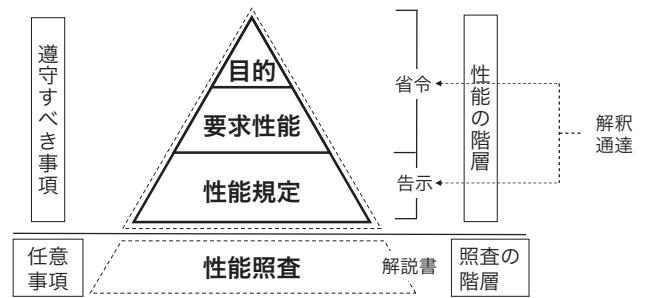 遵守すべき事項
目的
要求性能
性能規定
省令
告示
性能の階層
解釈
通達
任意
事項
性能照査
解説書
照査の
階層